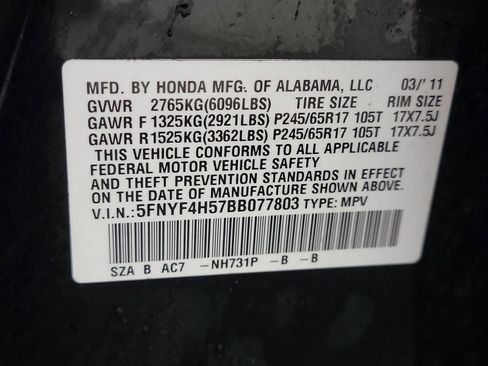 MFD. BY HONDA MFG. OF ALABAMA, LLC 03/'11
GVWR 2765KG(6096LBS) TIRE SIZE RIM SIZE
GAWR F 1325KG(2921LBS) P245/65R17 105T 17X7.5J
GAWR R 1525KG(3362LBS) P245/65R17 105T 17X7.5J
THIS VEHICLE CONFORMS TO ALL APPLICABLE
FEDERAL MOTOR VEHICLE SAFETY
AND THEFT PREVENTION STANDARDS IN EFFECT
ON THE DATE OF MANUFACTURE SHOWN ABOVE.
V.I.N.: 5FNYF4H57BB077803 TYPE: MPV
SZA B AC7 -NH731P -B -B